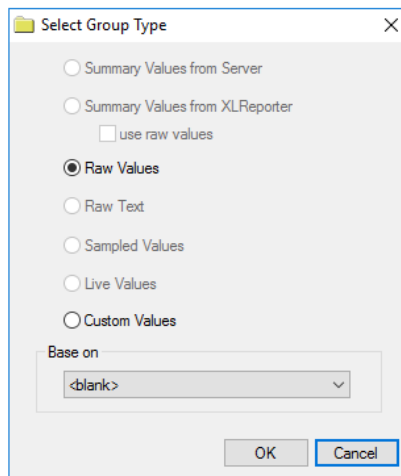 Select Group Type
Summary Values from Server
Summary Values from XLReporter
use raw values
Raw Values
Raw Text
Sampled Values
Live Values
Custom Values
Base on
<blank>
OK Cancel